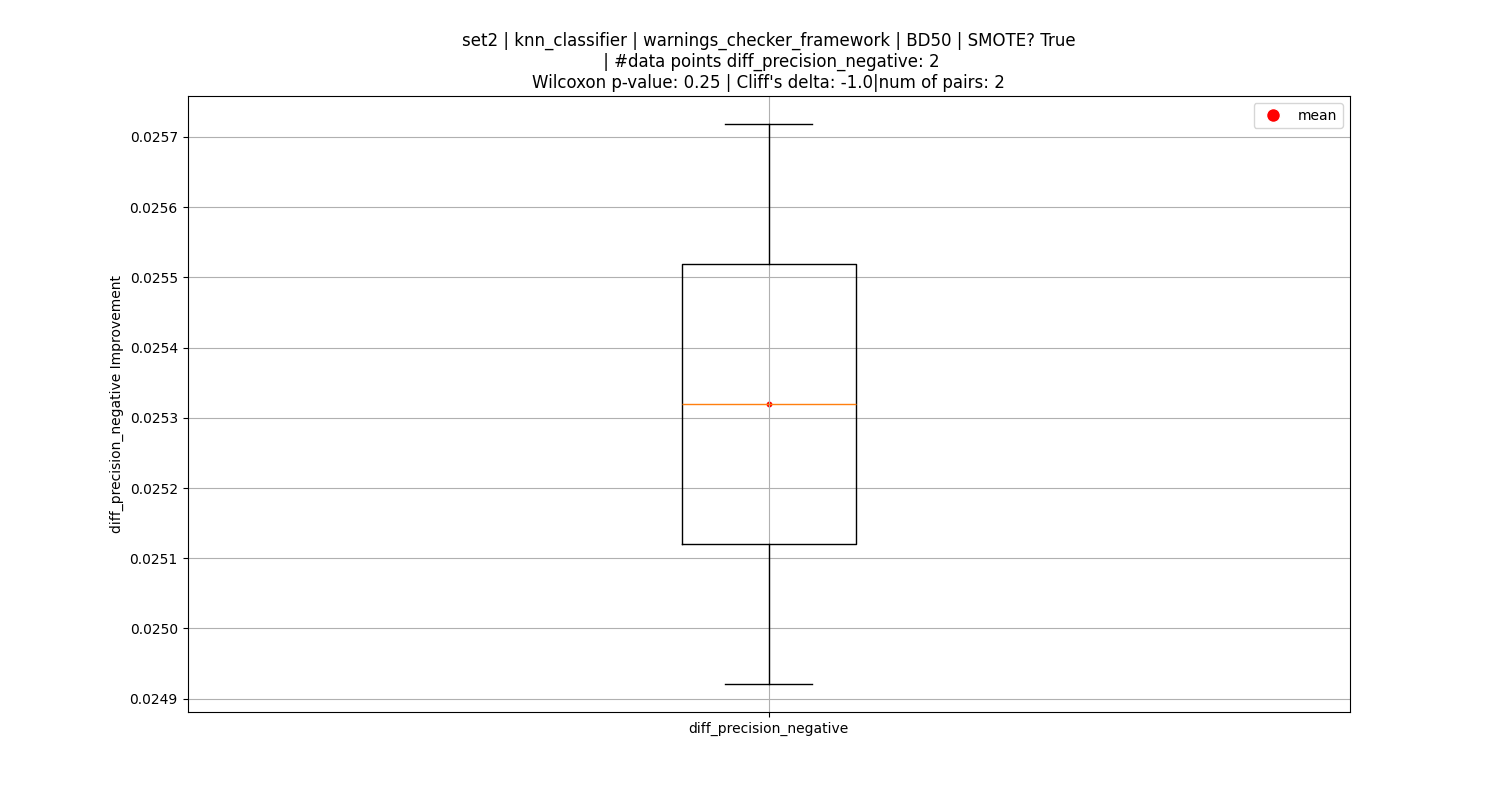 set2 | knn_classifier | warnings_checker_framework | BD50 | SMOTE? True
| #data points diff_precision_negative: 2
Wilcoxon p-value: 0.25 | Cliff's delta: -1.0|num of pairs: 2
mean
0.0257
0.0256
0.0255
0.0254
0.0253
0.0252
0.0251
0.0250
0.0249
diff_precision_negative Improvement
diff_precision_negative